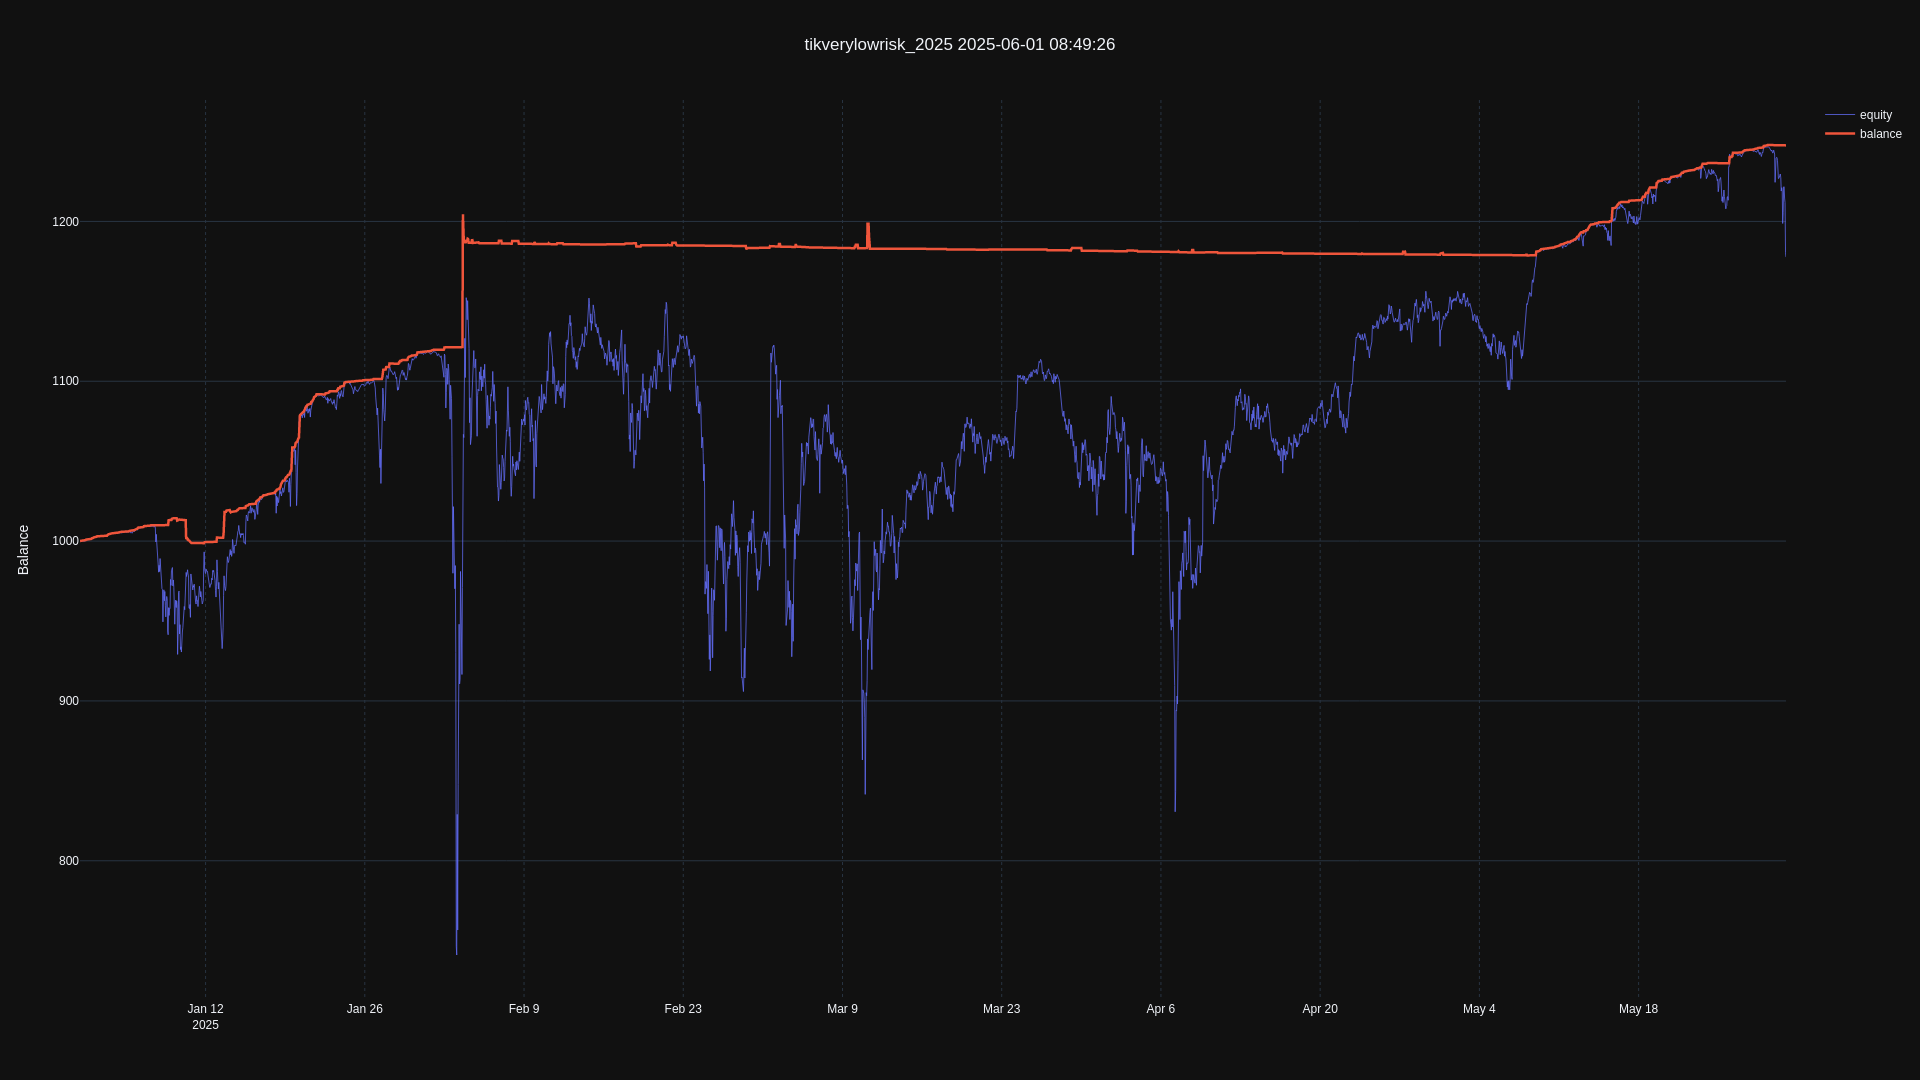 tikverylowrisk_2025 2025-06-01 08:49:26
equity
balance
Balance
1200
1100
1000
900
800
Jan 12
2025
Jan 26
Feb 9
Feb 23
Mar 9
Mar 23
Apr 6
Apr 20
May 4
May 18